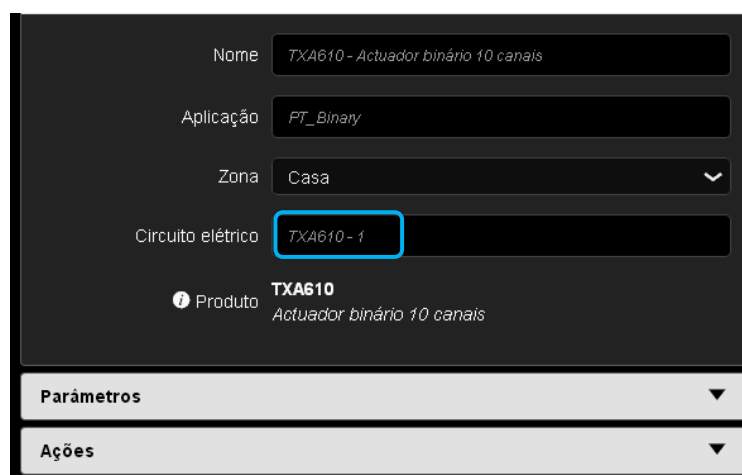 Nome TXA610 - Actuador binário 10 canais
Aplicação PT_Binary
Zona Casa
Circuito elétrico TXA610 - 1
i Produto TXA610
Actuador binário 10 canais
Parâmetros
Ações